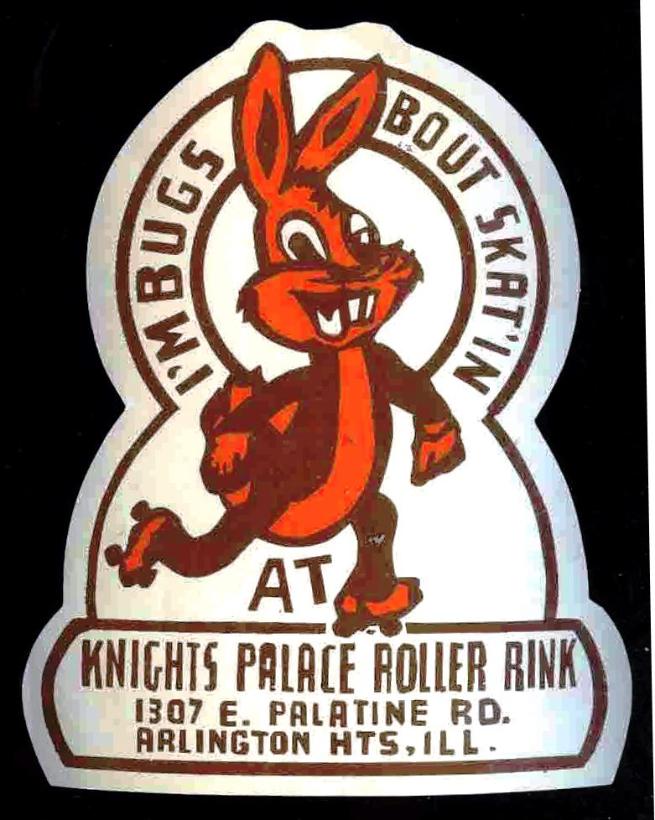 I'M BUGS BOUT SKAT'IN
AT
KNIGHTS PALACE ROLLER RINK
1307 E. PALATINE RD.
ARLINGTON HTS, ILL.